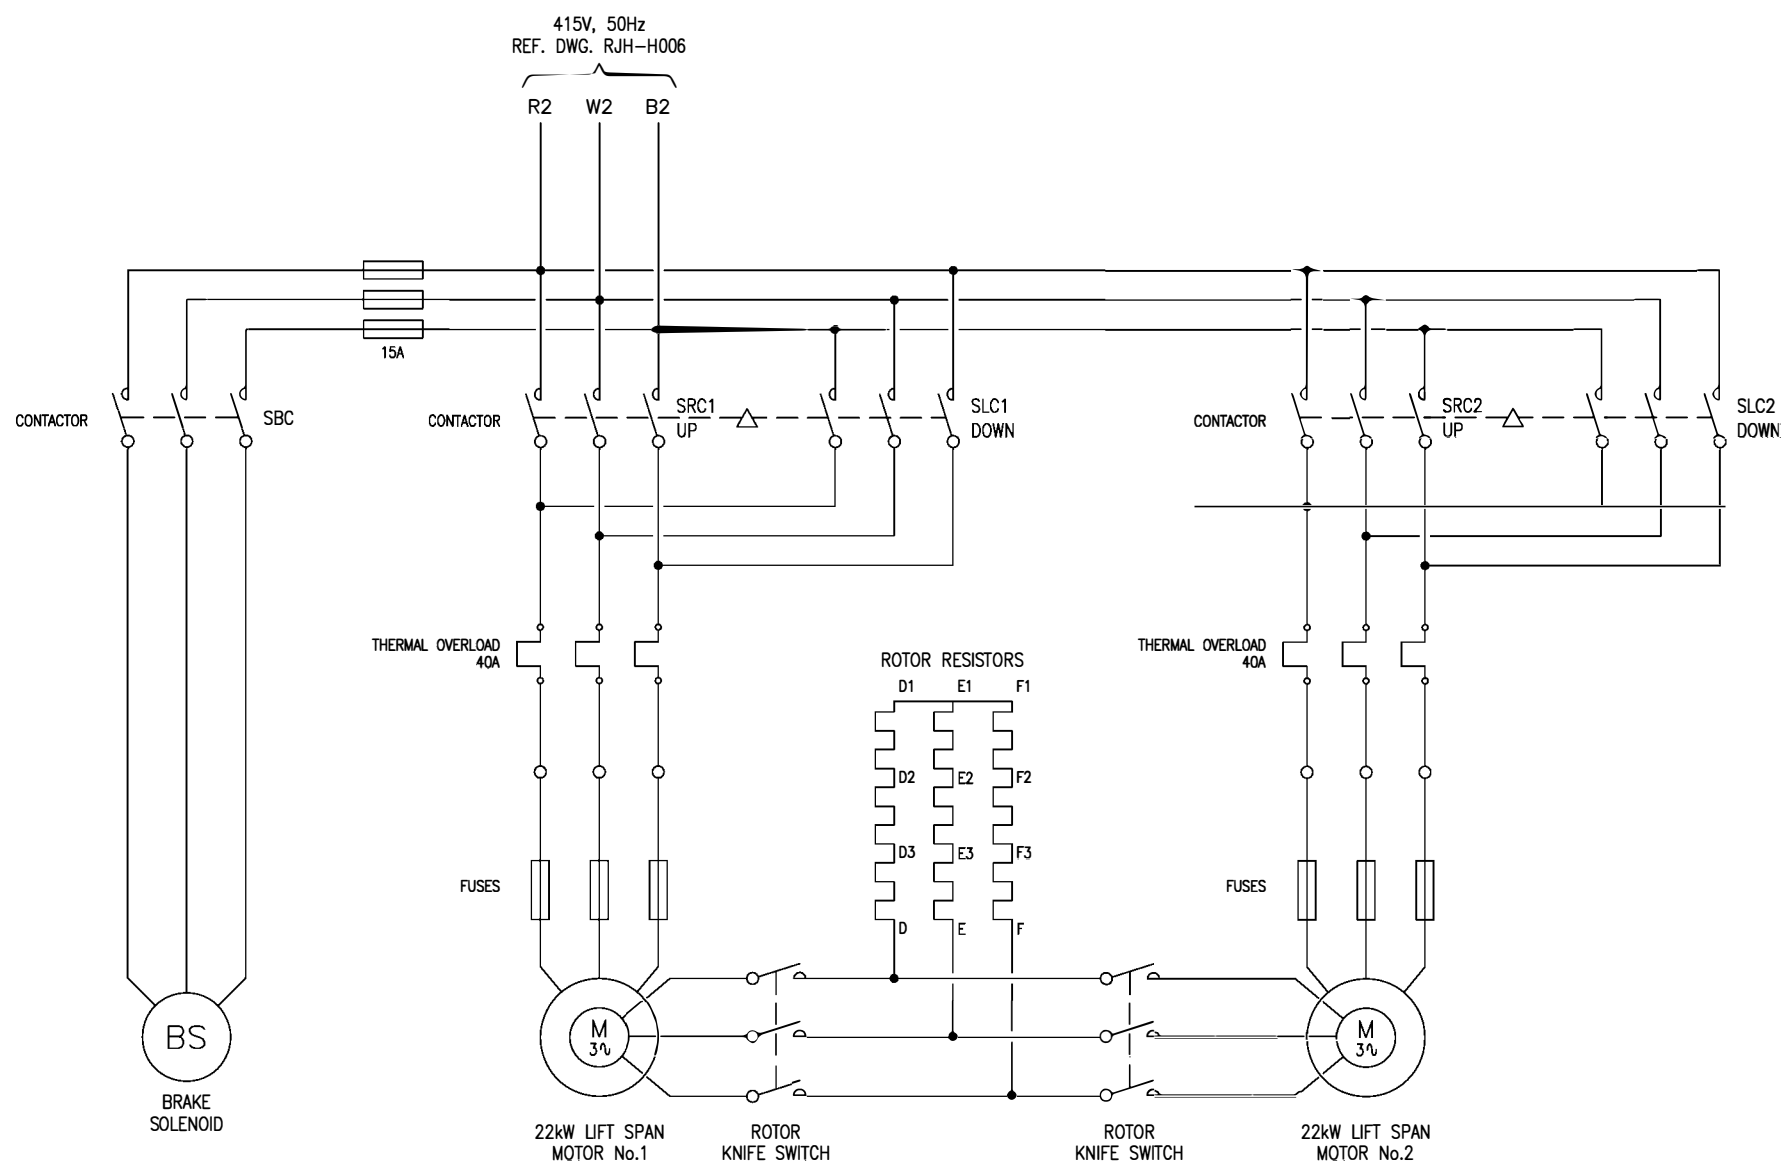 415V, 50Hz
REF. DWG. RJH-H006
R2 W2 B2
15A
CONTACTOR
SBC
CONTACTOR
SRC1
UP
SLC1
DOWN
CONTACTOR
SRC2
UP
SLC2
DOWN
THERMAL OVERLOAD
40A
THERMAL OVERLOAD
40A
ROTOR RESISTORS
D1 E1 F1
D2 E2 F2
D3 E3 F3
D E F
FUSES
FUSES
BS
M
3∿
M
3∿
BRAKE
SOLENOID
22kW LIFT SPAN
MOTOR No.1
ROTOR
KNIFE SWITCH
ROTOR
KNIFE SWITCH
22kW LIFT SPAN
MOTOR No.2